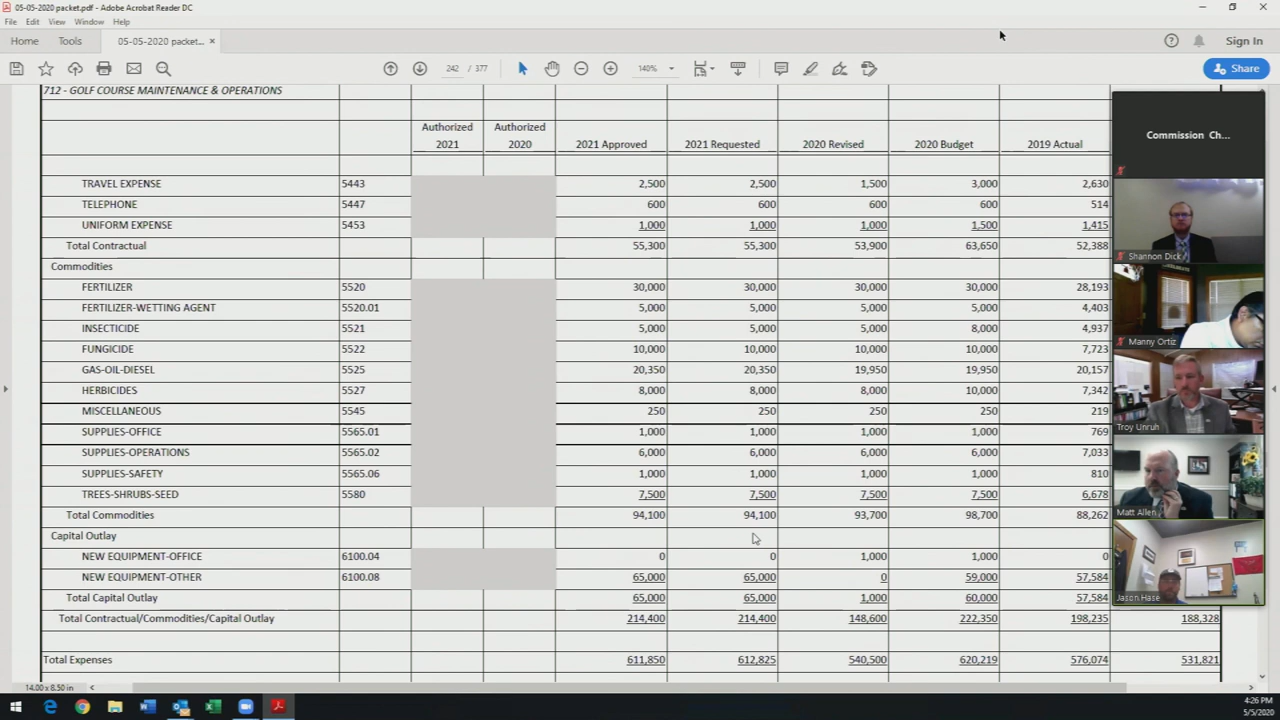 05-05-2020 packet.pdf - Adobe Acrobat Reader DC
File Edit View Window Help
Home Tools 05-05-2020 packet... × Sign In
242 / 377 140% Share
712 - GOLF COURSE MAINTENANCE & OPERATIONS
Authorized Authorized
2021 2020 2021 Approved 2021 Requested 2020 Revised 2020 Budget 2019 Actual
TRAVEL EXPENSE 5443 2,500 2,500 1,500 3,000 2,630
TELEPHONE 5447 600 600 600 600 514
UNIFORM EXPENSE 5453 1,000 1,000 1,000 1,500 1,415
Total Contractual 55,300 55,300 53,900 63,650 52,388
Commodities
FERTILIZER 5520 30,000 30,000 30,000 30,000 28,193
FERTILIZER-WETTING AGENT 5520.01 5,000 5,000 5,000 5,000 4,403
INSECTICIDE 5521 5,000 5,000 5,000 8,000 4,937
FUNGICIDE 5522 10,000 10,000 10,000 10,000 7,723
GAS-OIL-DIESEL 5525 20,350 20,350 19,950 19,950 20,157
HERBICIDES 5527 8,000 8,000 8,000 10,000 7,342
MISCELLANEOUS 5545 250 250 250 250 219
SUPPLIES-OFFICE 5565.01 1,000 1,000 1,000 1,000 769
SUPPLIES-OPERATIONS 5565.02 6,000 6,000 6,000 6,000 7,033
SUPPLIES-SAFETY 5565.06 1,000 1,000 1,000 1,000 810
TREES-SHRUBS-SEED 5580 7,500 7,500 7,500 7,500 6,678
Total Commodities 94,100 94,100 93,700 98,700 88,262
Capital Outlay
NEW EQUIPMENT-OFFICE 6100.04 0 0 1,000 1,000 0
NEW EQUIPMENT-OTHER 6100.08 65,000 65,000 0 59,000 57,584
Total Capital Outlay 65,000 65,000 1,000 60,000 57,584
Total Contractual/Commodities/Capital Outlay 214,400 214,400 148,600 222,350 198,235 188,328
Total Expenses 611,850 612,825 540,500 620,219 576,074 531,821
Commission Ch...
Shannon Dick
Manny Ortiz
Troy Unruh
Matt Allen
Jason Hase
14.00 x 8.50 in
4:26 PM
5/5/2020